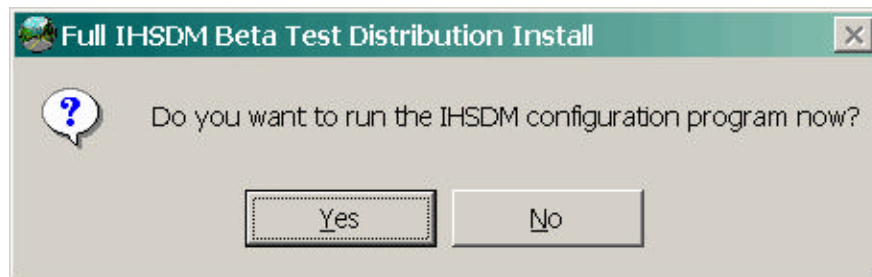 Full IHSDM Beta Test Distribution Install
Do you want to run the IHSDM configuration program now?
Yes
No